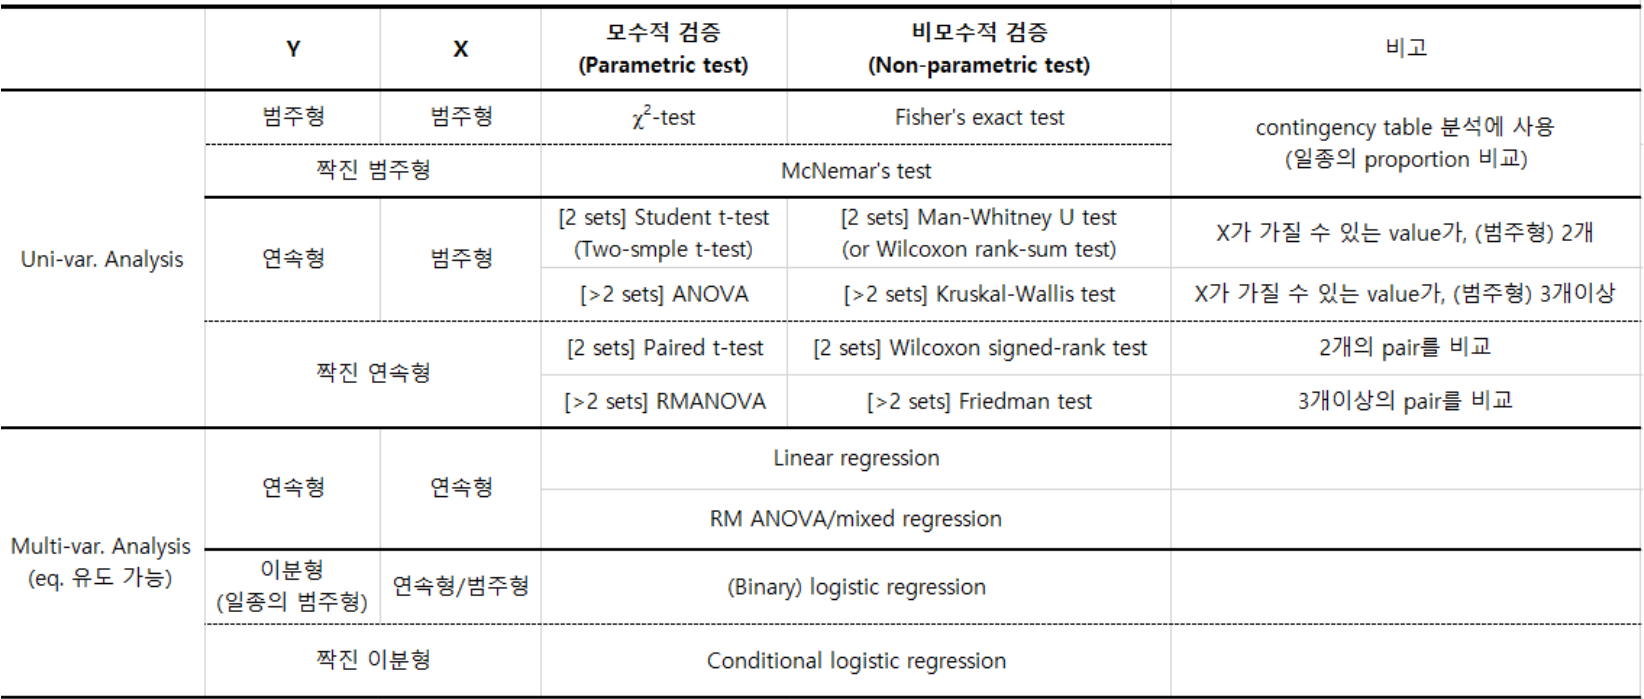 Y
X
모수적 검증
(Parametric test)
비모수적 검증
(Non-parametric test)
비고
Uni-var. Analysis
범주형
범주형
χ²-test
Fisher's exact test
contingency table 분석에 사용
(일종의 proportion 비교)
짝진 범주형
McNemar's test
연속형
범주형
[2 sets] Student t-test
(Two-smple t-test)
[2 sets] Man-Whitney U test
(or Wilcoxon rank-sum test)
X가 가질 수 있는 value가, (범주형) 2개
[>2 sets] ANOVA
[>2 sets] Kruskal-Wallis test
X가 가질 수 있는 value가, (범주형) 3개이상
짝진 연속형
[2 sets] Paired t-test
[2 sets] Wilcoxon signed-rank test
2개의 pair를 비교
[>2 sets] RMANOVA
[>2 sets] Friedman test
3개이상의 pair를 비교
Multi-var. Analysis
(eq. 유도 가능)
연속형
연속형
Linear regression
RM ANOVA/mixed regression
이분형
(일종의 범주형)
연속형/범주형
(Binary) logistic regression
짝진 이분형
Conditional logistic regression